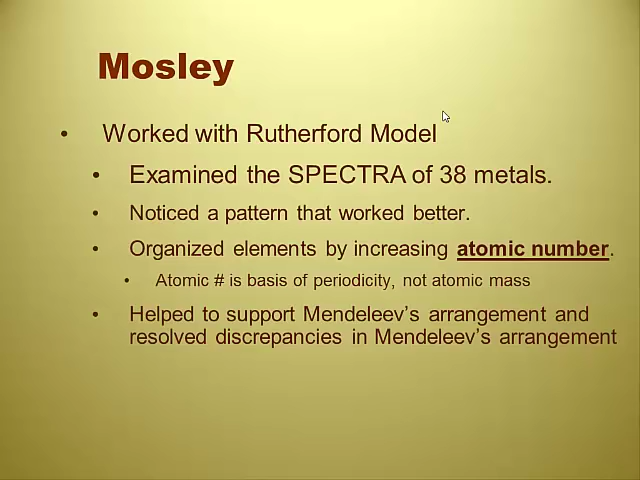 Mosley
• Worked with Rutherford Model
• Examined the SPECTRA of 38 metals.
• Noticed a pattern that worked better.
• Organized elements by increasing atomic number.
• Atomic # is basis of periodicity, not atomic mass
• Helped to support Mendeleev’s arrangement and
resolved discrepancies in Mendeleev’s arrangement